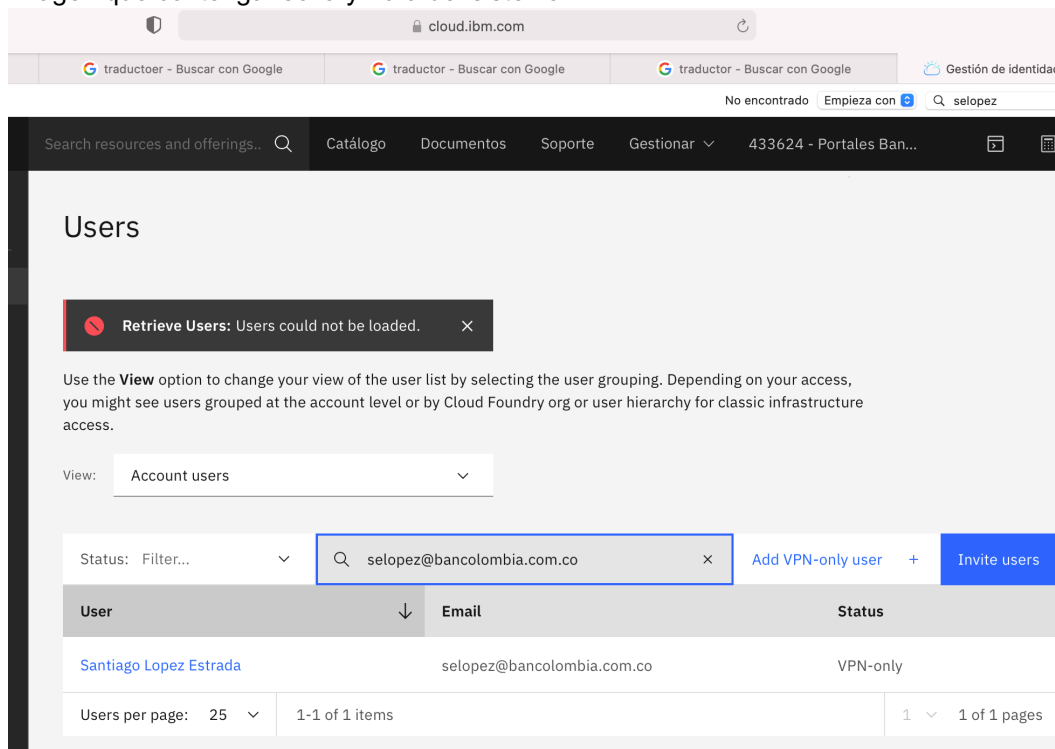 cloud.ibm.com
traductoer - Buscar con Google
traductor - Buscar con Google
traductor - Buscar con Google
Gestión de identidad
No encontrado
Empieza con
selopez
Search resources and offerings..
Catálogo
Documentos
Soporte
Gestionar
433624 - Portales Ban...
Users
Retrieve Users: Users could not be loaded.
Use the View option to change your view of the user list by selecting the user grouping. Depending on your access,
you might see users grouped at the account level or by Cloud Foundry org or user hierarchy for classic infrastructure
access.
View:
Account users
Status: Filter...
selopez@bancolombia.com.co
Add VPN-only user +
Invite users
User
Email
Status
Santiago Lopez Estrada
selopez@bancolombia.com.co
VPN-only
Users per page: 25
1-1 of 1 items
1
1 of 1 pages